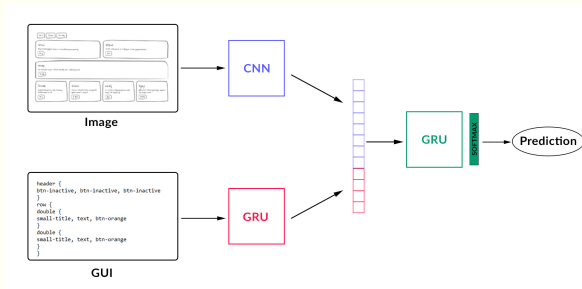 CNN
Image
GRU
SOFTMAX
Prediction
header {
btn-inactive, btn-inactive, btn-inactive
}
row {
double {
small-title, text, btn-orange
}
double {
small-title, text, btn-orange
}
}
GRU
GUI